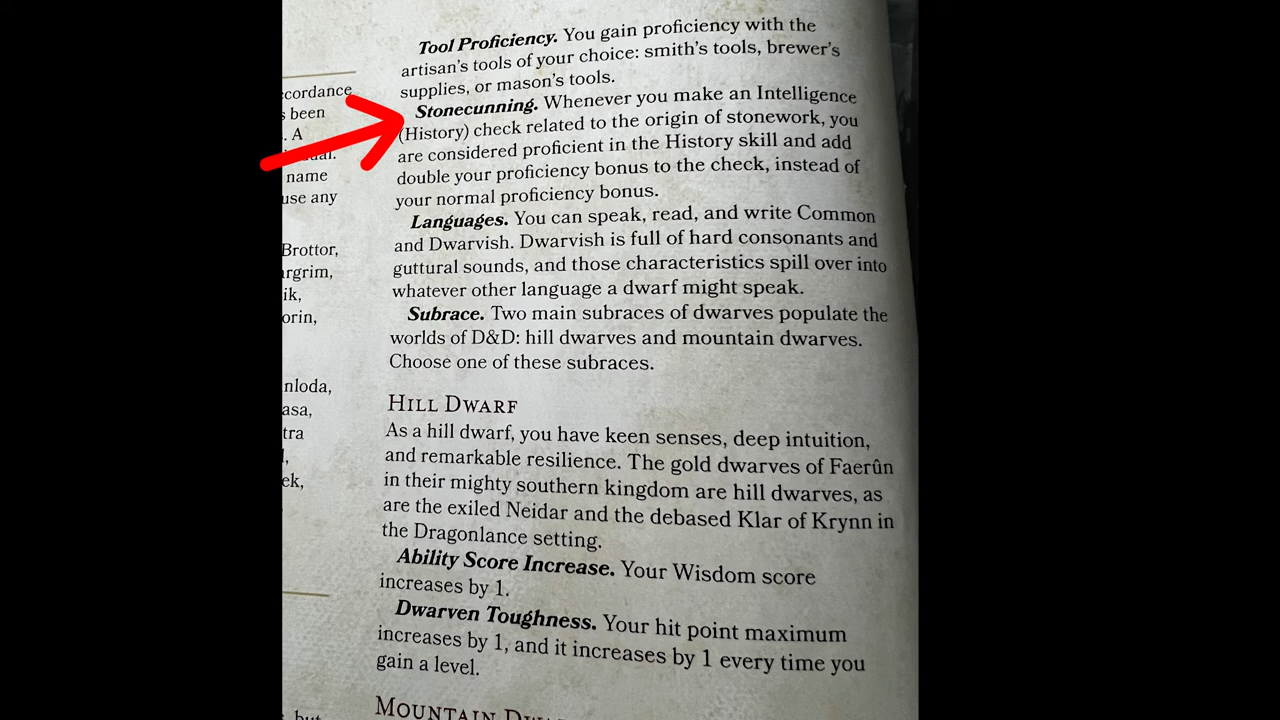 ccordance
s been
. A
name
use any
Brottor,
argrim,
ik,
orin,
nloda,
asa,
tra
ek,
but
Tool Proficiency. You gain proficiency with the
artisan's tools of your choice: smith's tools, brewer's
supplies, or mason's tools.
Stonecunning. Whenever you make an Intelligence
(History) check related to the origin of stonework, you
are considered proficient in the History skill and add
double your proficiency bonus to the check, instead of
your normal proficiency bonus.
Languages. You can speak, read, and write Common
and Dwarvish. Dwarvish is full of hard consonants and
guttural sounds, and those characteristics spill over into
whatever other language a dwarf might speak.
Subrace. Two main subraces of dwarves populate the
worlds of D&D: hill dwarves and mountain dwarves.
Choose one of these subraces.
Hill Dwarf
As a hill dwarf, you have keen senses, deep intuition,
and remarkable resilience. The gold dwarves of Faerûn
in their mighty southern kingdom are hill dwarves, as
are the exiled Neidar and the debased Klar of Krynn in
the Dragonlance setting.
Ability Score Increase. Your Wisdom score
increases by 1.
Dwarven Toughness. Your hit point maximum
increases by 1, and it increases by 1 every time you
gain a level.
Mountain